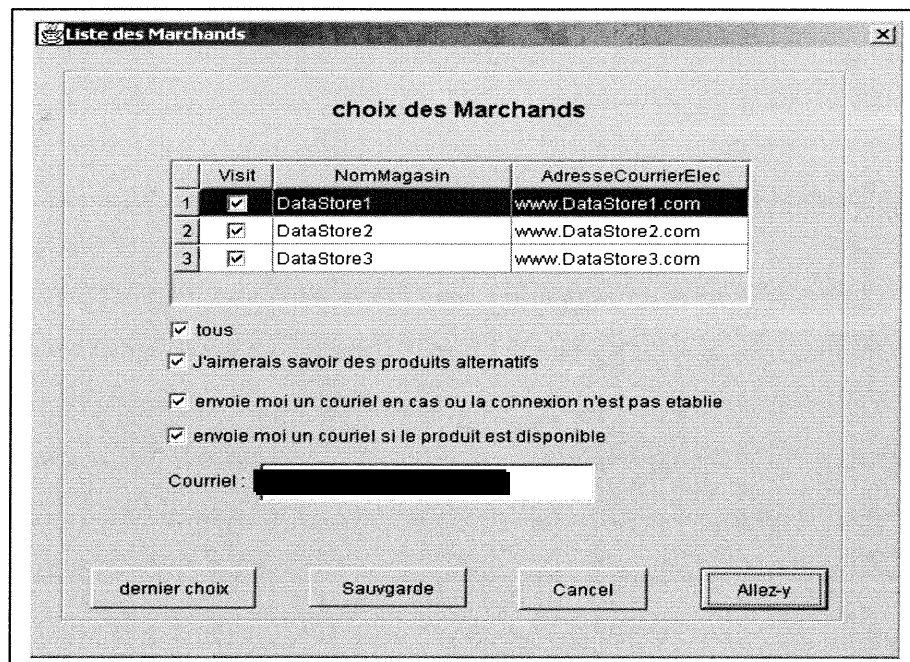 Liste des Marchands
choix des Marchands
Visit NomMagasin AdresseCourrierElec
1 DataStore1 www.DataStore1.com
2 DataStore2 www.DataStore2.com
3 DataStore3 www.DataStore3.com
tous
J'aimerais savoir des produits alternatifs
envoie moi un couriel en cas ou la connexion n'est pas etablie
envoie moi un couriel si le produit est disponible
Courriel :
dernier choix Sauvgarde Cancel Allez-y